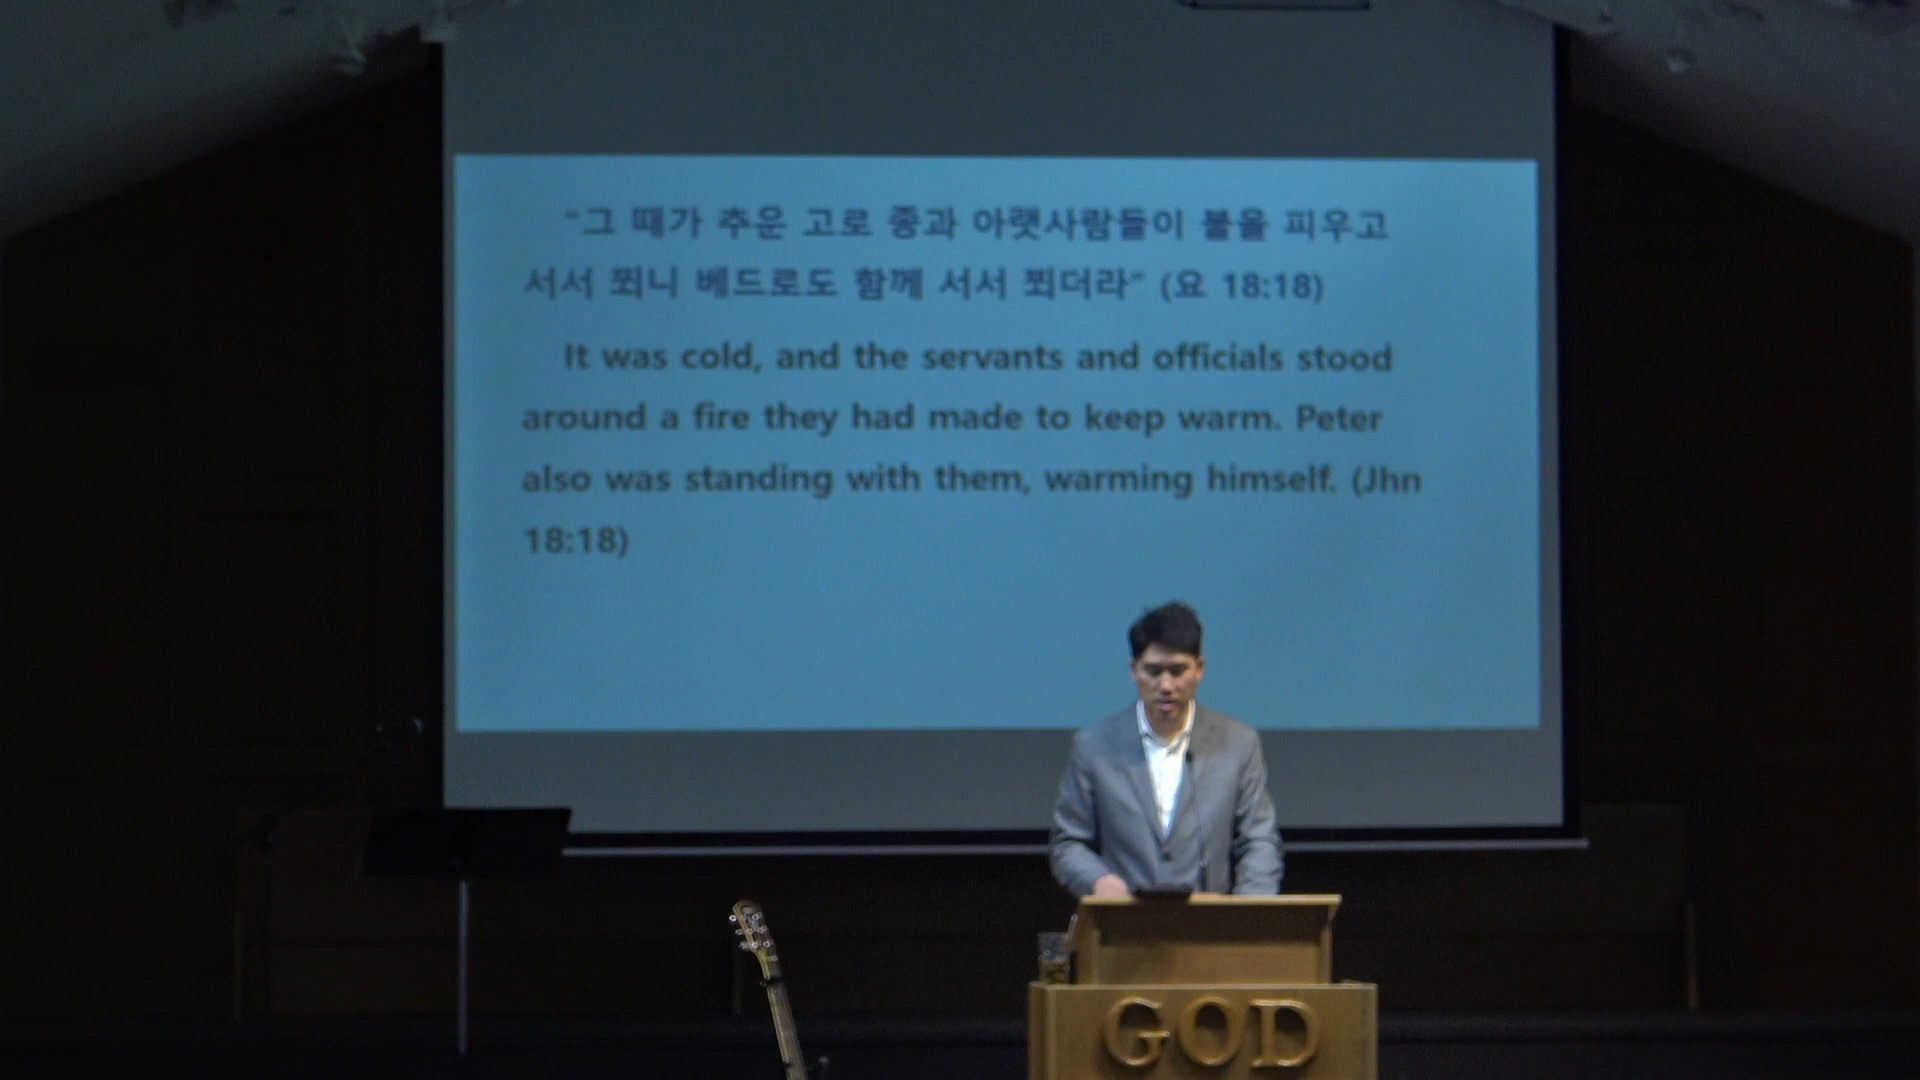 “그 때가 추운 고로 종과 아랫사람들이 불을 피우고
서서 쬐니 베드로도 함께 서서 쬐더라” (요 18:18)
It was cold, and the servants and officials stood
around a fire they had made to keep warm. Peter
also was standing with them, warming himself. (Jhn
18:18)
GOD